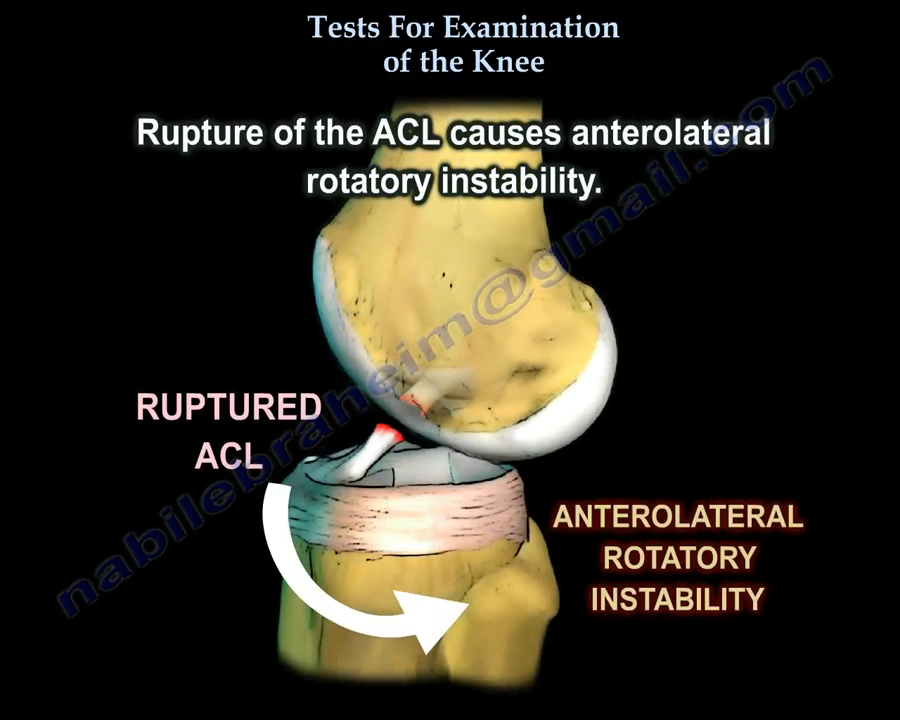 Tests For Examination
of the Knee
Rupture of the ACL causes anterolateral
rotatory instability.
nabilebraheim@gmail.com
RUPTURED
ACL
ANTEROLATERAL
ROTATORY
INSTABILITY